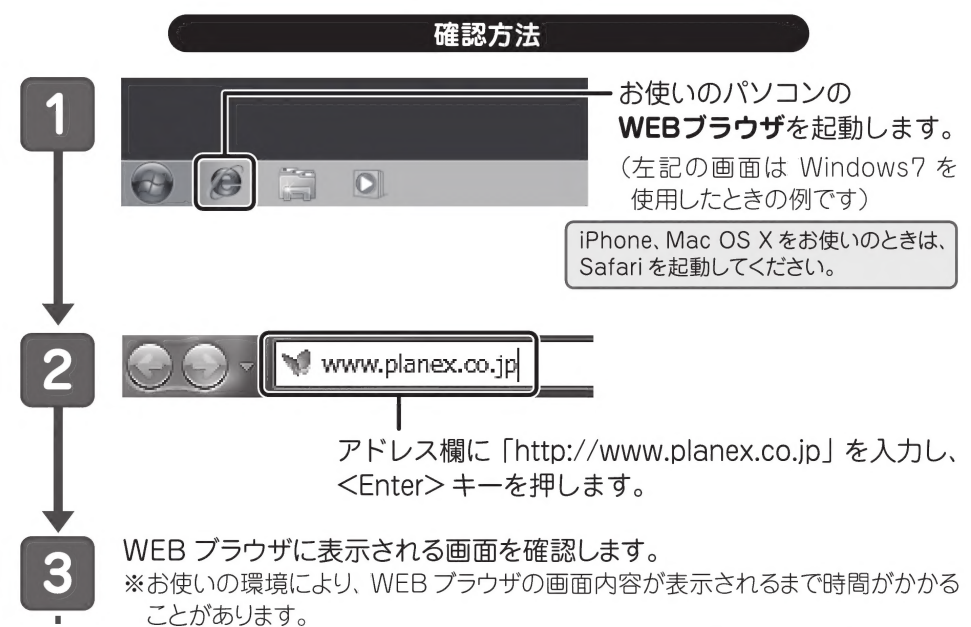 確認方法
1
お使いのパソコンの
WEBブラウザを起動します。
（左記の画面は Windows7 を
使用したときの例です）
iPhone、Mac OS X をお使いのときは、
Safari を起動してください。
2
www.planex.co.jp
アドレス欄に「http://www.planex.co.jp」を入力し、
<Enter> キーを押します。
3
WEB ブラウザに表示される画面を確認します。
※お使いの環境により、WEB ブラウザの画面内容が表示されるまで時間がかかる
ことがあります。